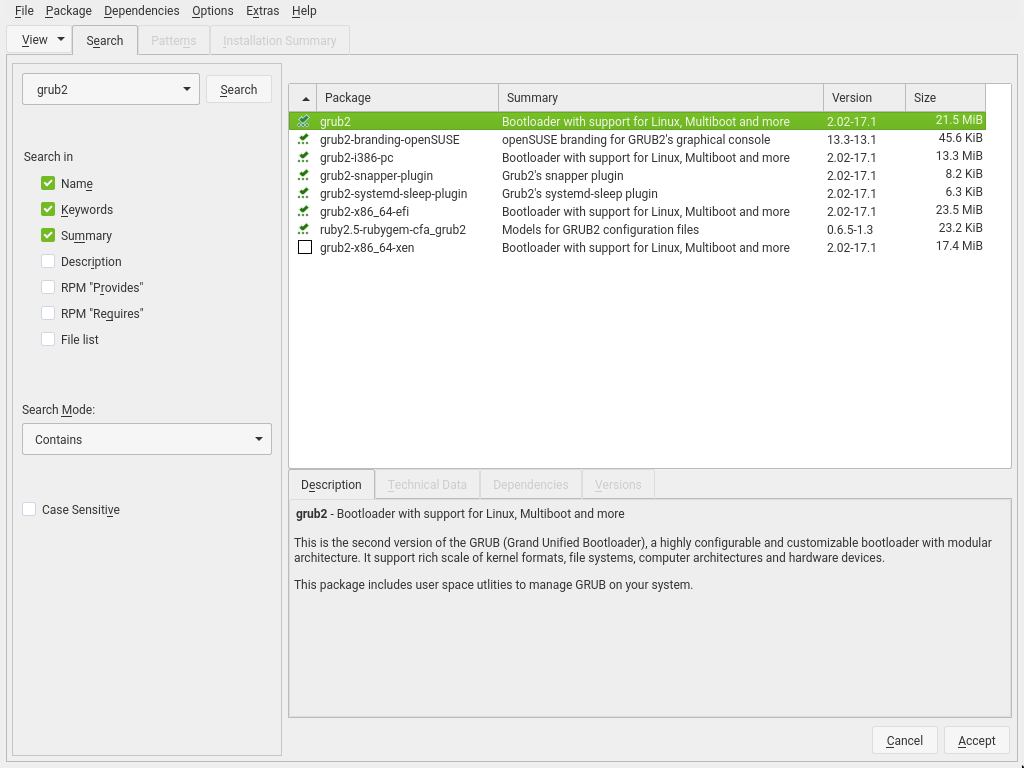 File Package Dependencies Options Extras Help
View Search Patterns Installation Summary
grub2 Search
Search in
Name
Keywords
Summary
Description
RPM "Provides"
RPM "Requires"
File list
Search Mode:
Contains
Case Sensitive
Package Summary Version Size
grub2 Bootloader with support for Linux, Multiboot and more 2.02-17.1 21.5 MiB
grub2-branding-openSUSE openSUSE branding for GRUB2's graphical console 13.3-13.1 45.6 KiB
grub2-i386-pc Bootloader with support for Linux, Multiboot and more 2.02-17.1 13.3 MiB
grub2-snapper-plugin Grub2's snapper plugin 2.02-17.1 8.2 KiB
grub2-systemd-sleep-plugin Grub2's systemd-sleep plugin 2.02-17.1 6.3 KiB
grub2-x86_64-efi Bootloader with support for Linux, Multiboot and more 2.02-17.1 23.5 MiB
ruby2.5-rubygem-cfa_grub2 Models for GRUB2 configuration files 0.6.5-1.3 23.2 KiB
grub2-x86_64-xen Bootloader with support for Linux, Multiboot and more 2.02-17.1 17.4 MiB
Description Technical Data Dependencies Versions
grub2 - Bootloader with support for Linux, Multiboot and more
This is the second version of the GRUB (Grand Unified Bootloader), a highly configurable and customizable bootloader with modular
architecture. It support rich scale of kernel formats, file systems, computer architectures and hardware devices.
This package includes user space utlities to manage GRUB on your system.
Cancel Accept